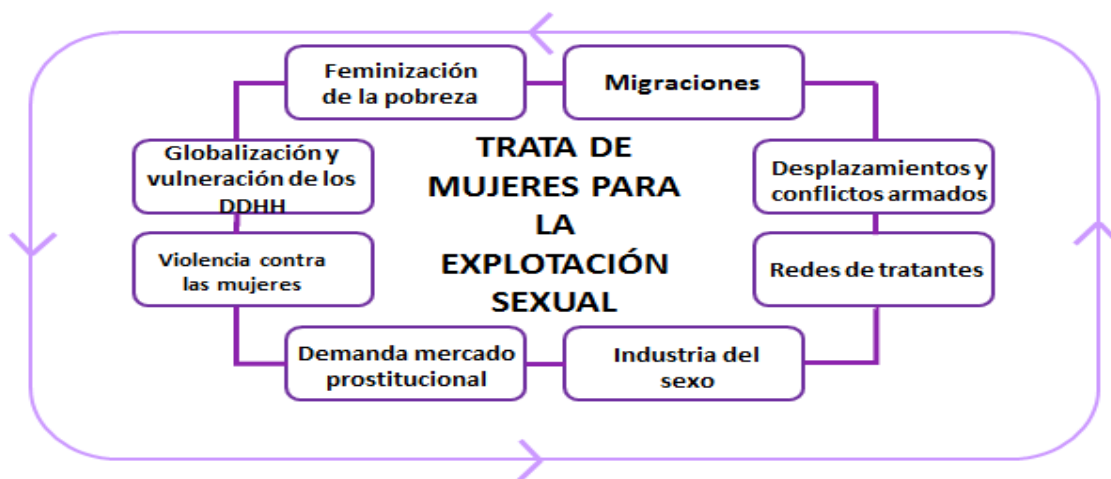 Feminización
de la pobreza
Migraciones
Globalización y
vulneración de los
DDHH
TRATA DE
MUJERES PARA
LA
EXPLOTACIÓN
SEXUAL
Desplazamientos y
conflictos armados
Violencia contra
las mujeres
Redes de tratantes
Demanda mercado
prostitucional
Industria del
sexo